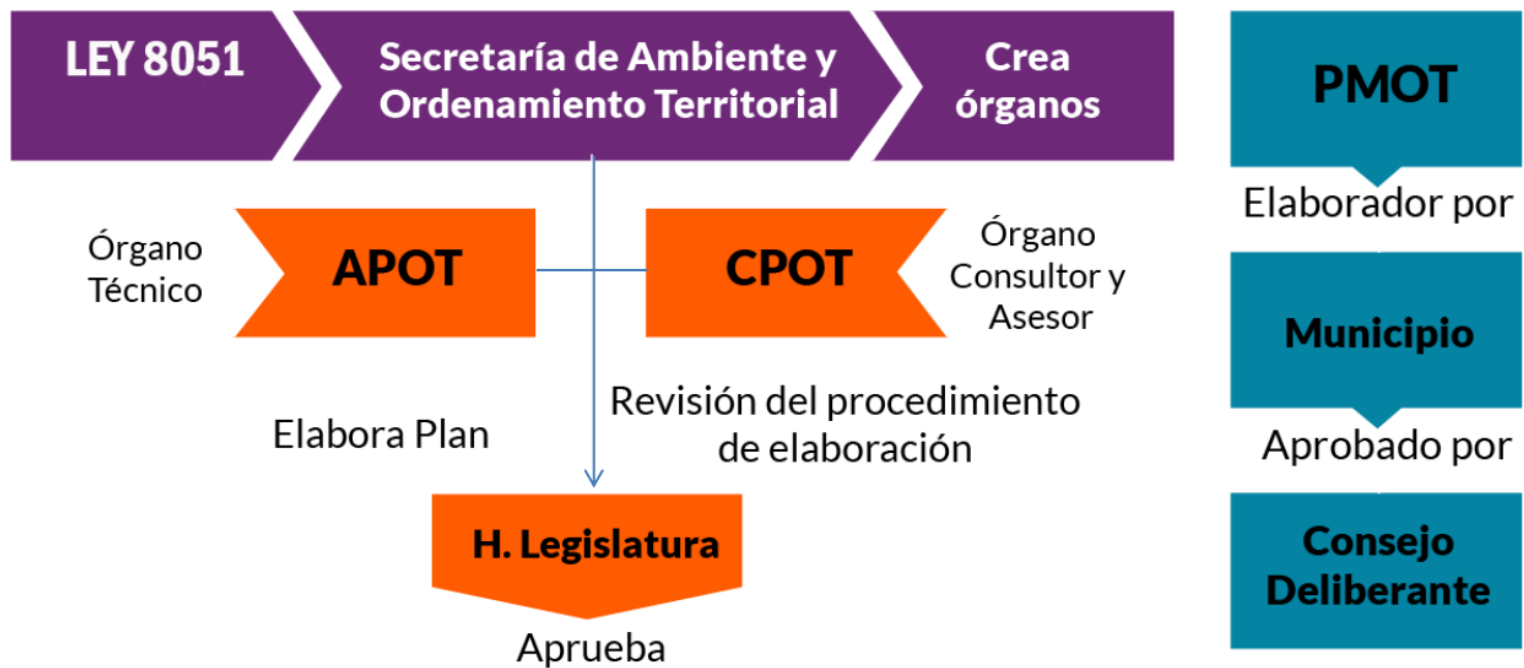 LEY 8051
Secretaría de Ambiente y
Ordenamiento Territorial
Crea
órganos
Órgano
Técnico
APOT
CPOT
Órgano
Consultor y
Asesor
Elabora Plan
Revisión del procedimiento
de elaboración
H. Legislatura
Aprueba
PMOT
Elaborador por
Municipio
Aprobado por
Consejo
Deliberante